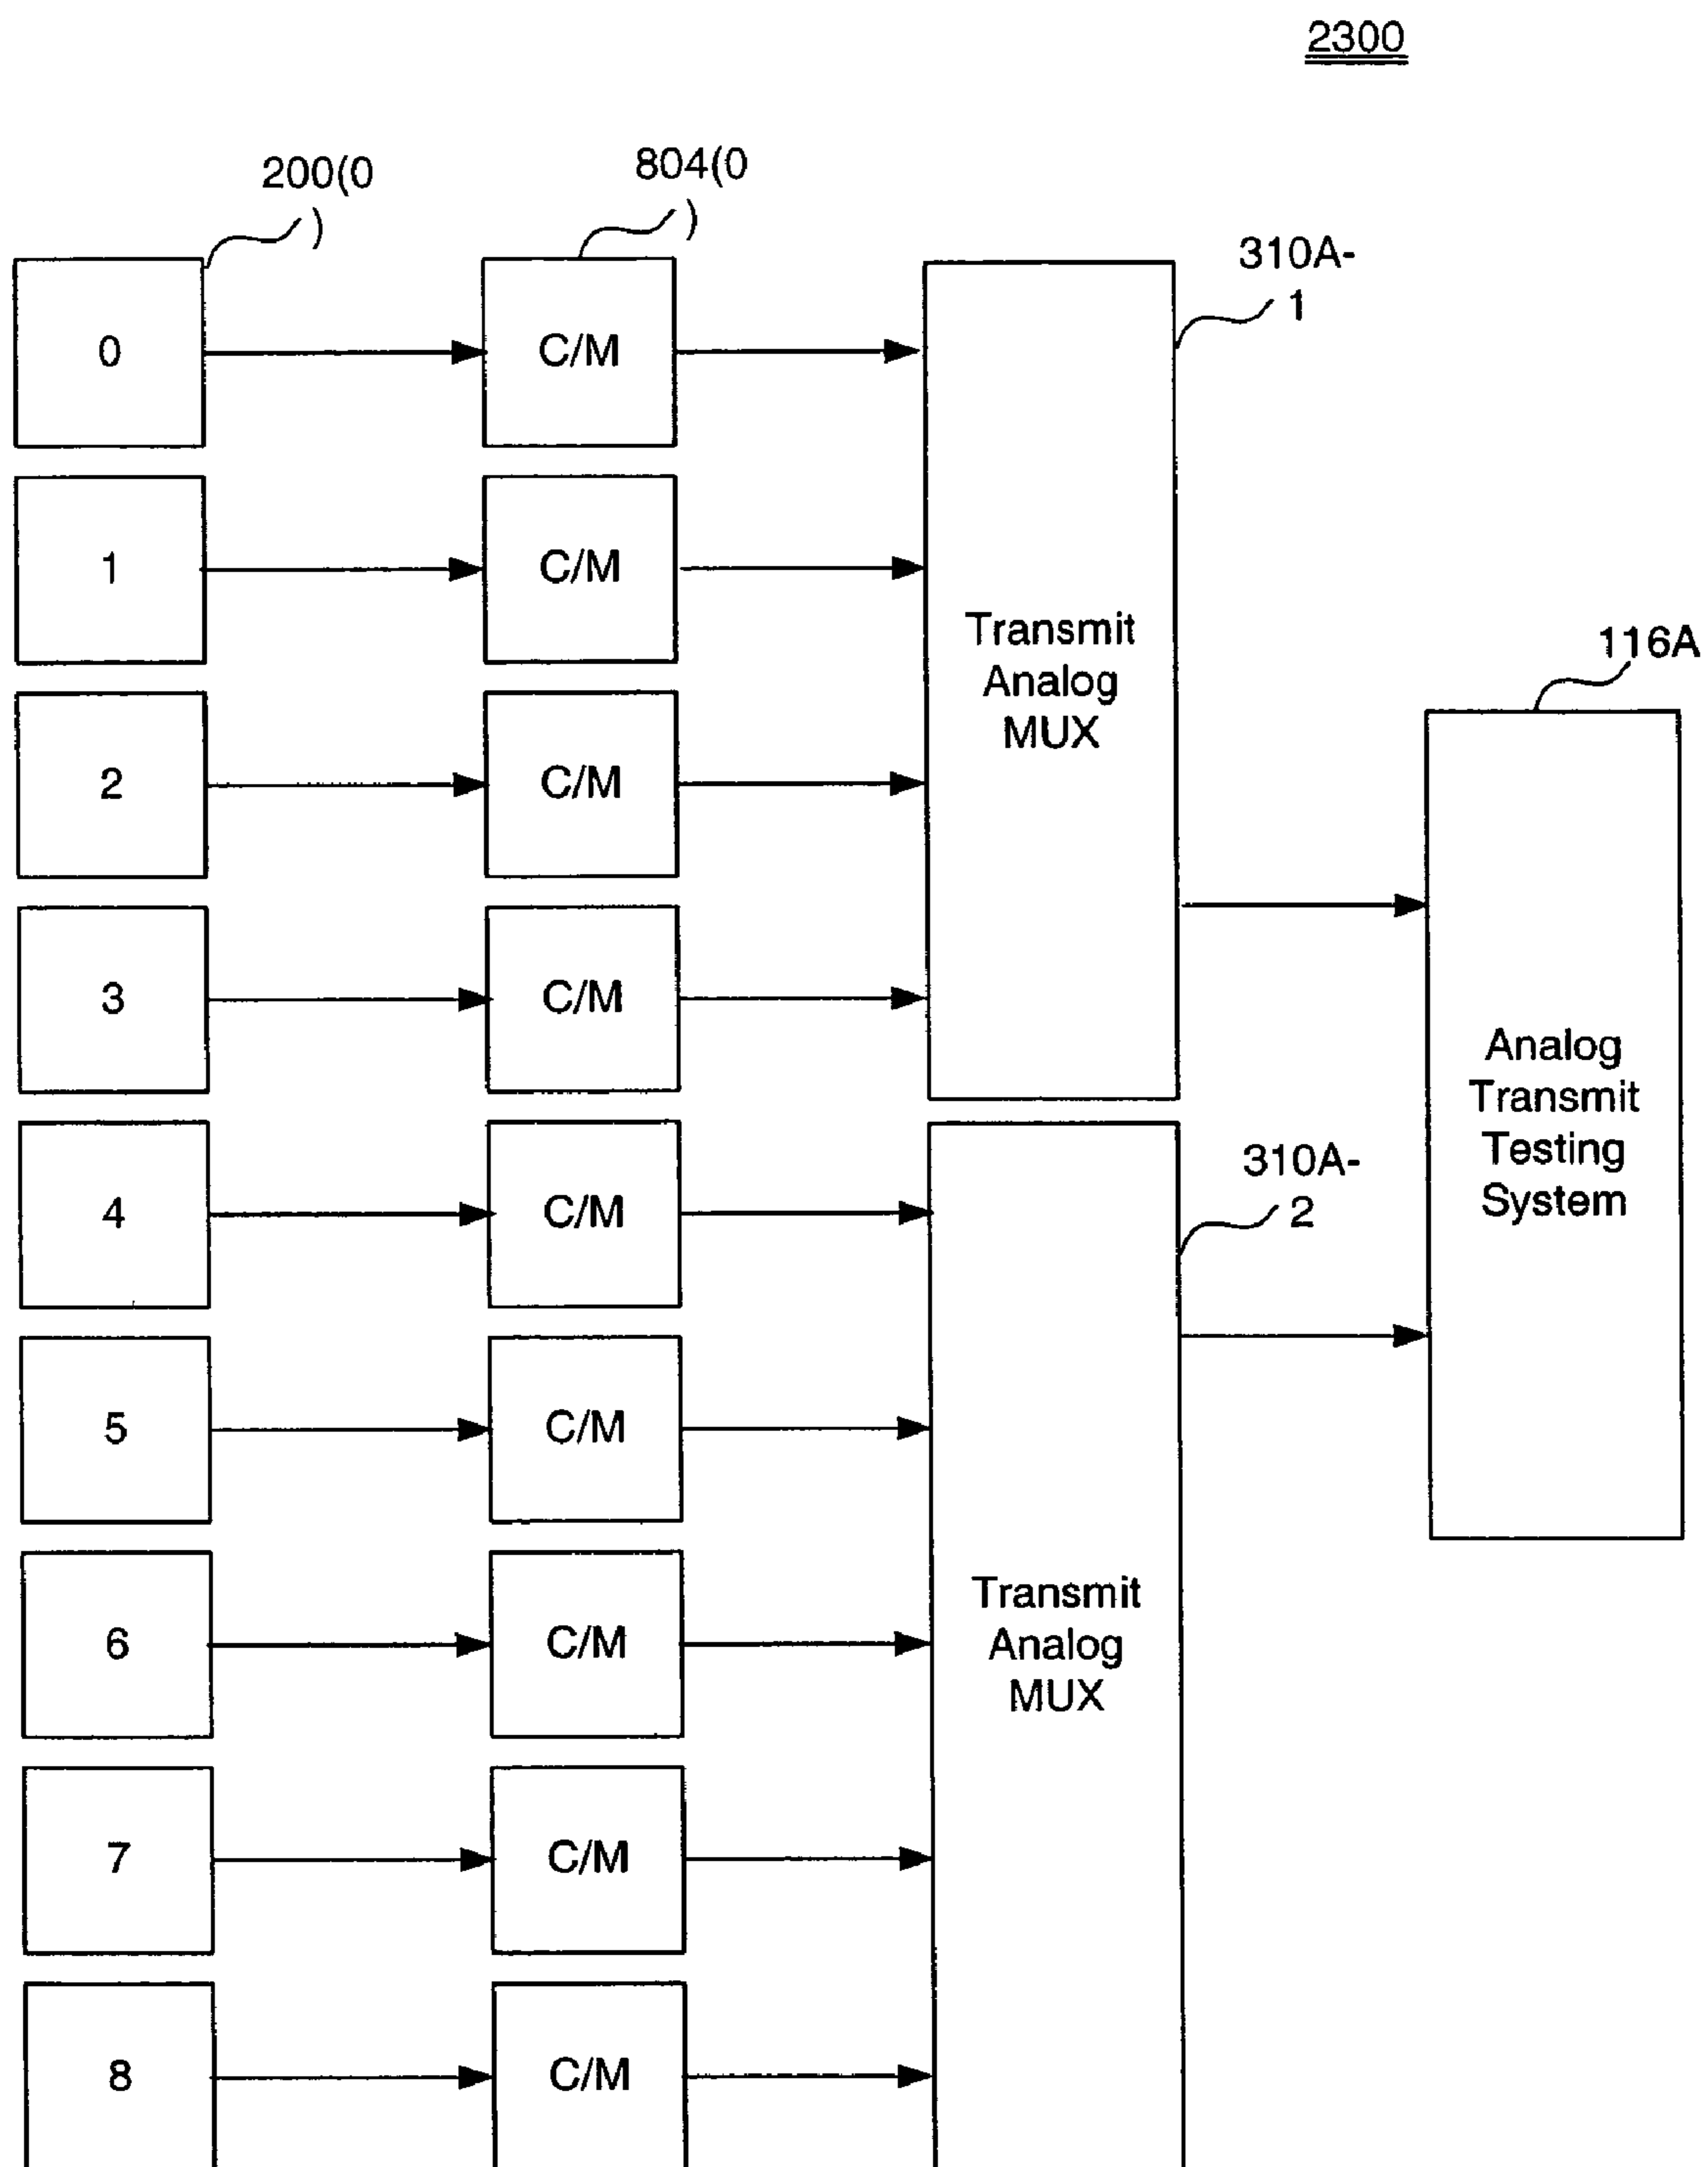 2300
200(0
)
804(0
)
310A-
1
0
C/M
1
C/M
Transmit
Analog
MUX
116A
2
C/M
3
C/M
Analog
Transmit
Testing
System
4
C/M
310A-
2
5
C/M
6
C/M
Transmit
Analog
MUX
7
C/M
8
C/M